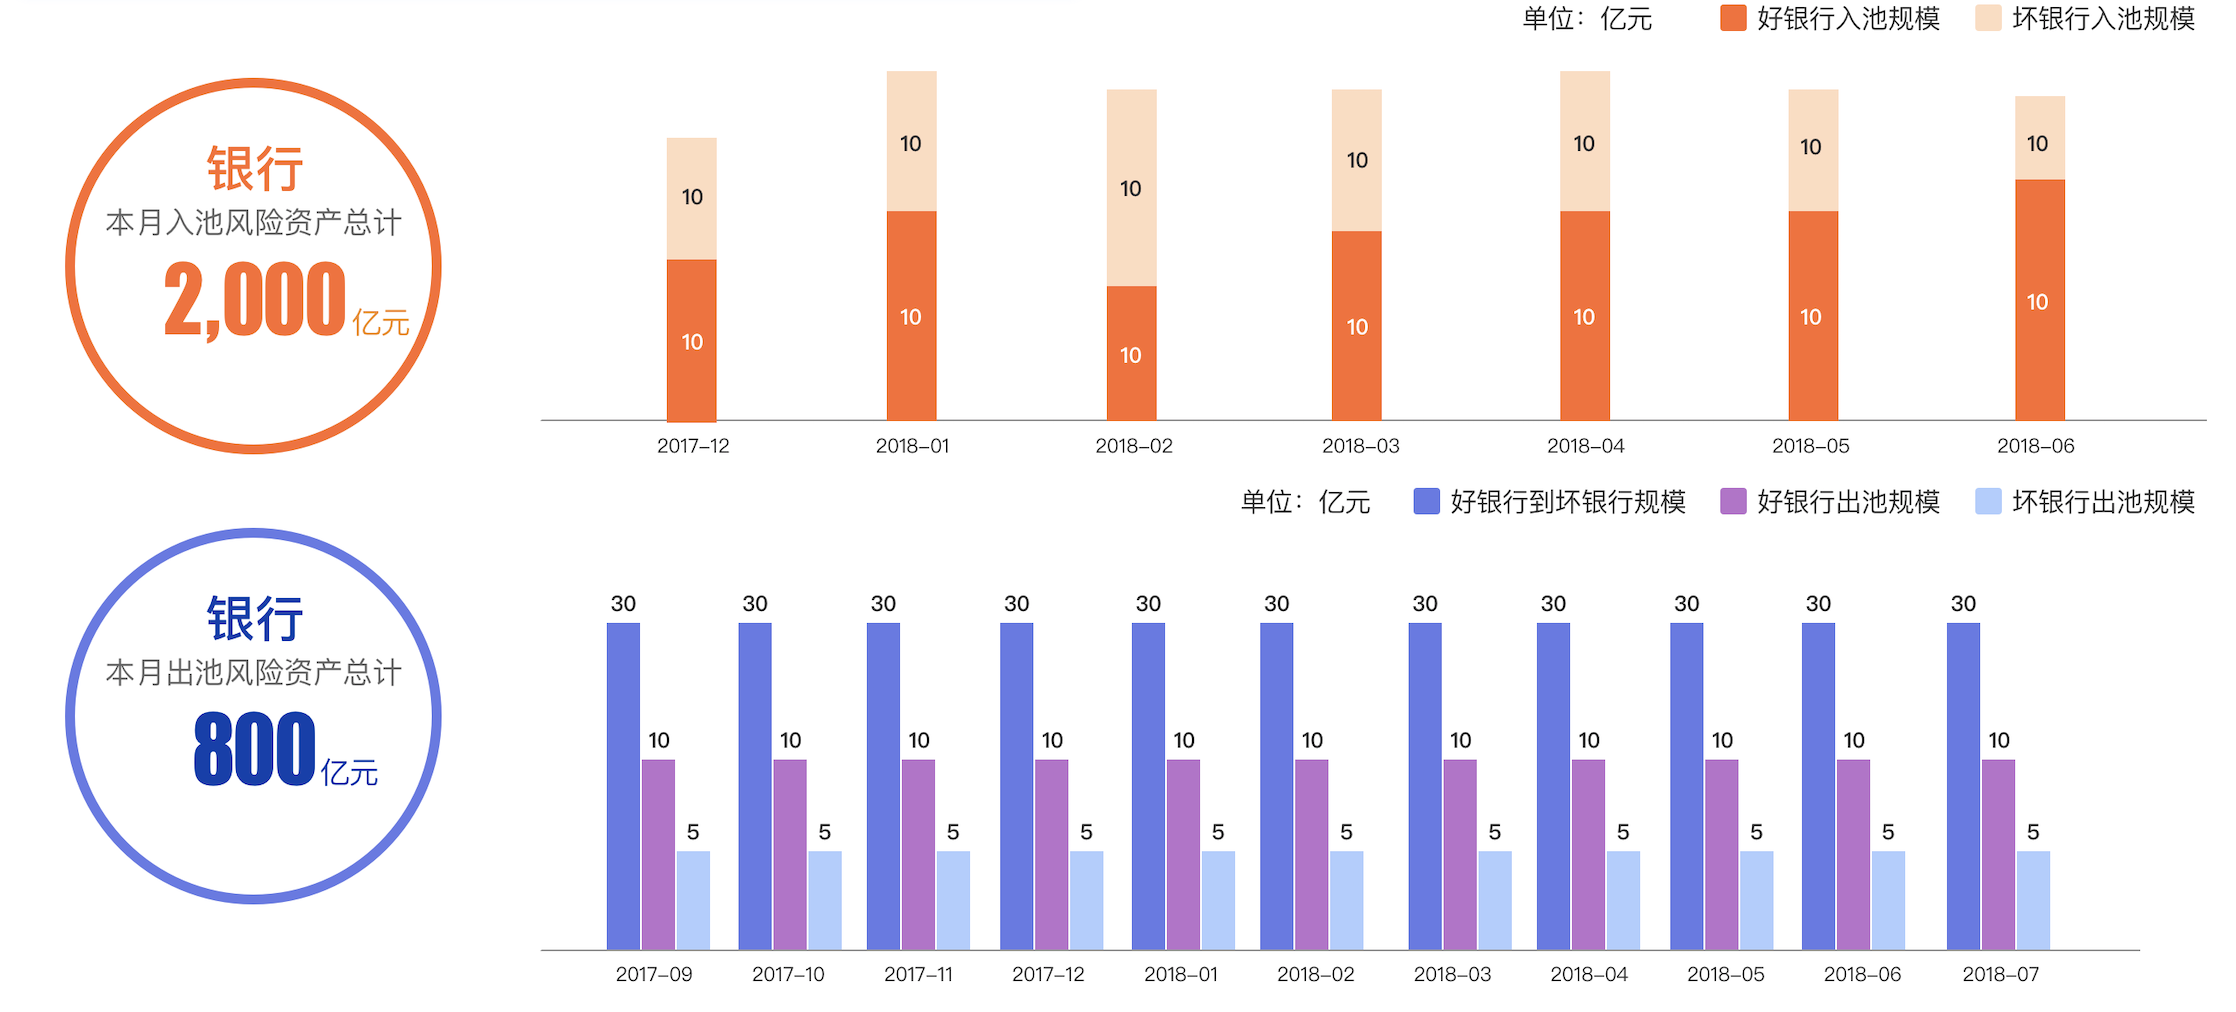 单位：亿元 好银行入池规模 坏银行入池规模
银行
本月入池风险资产总计
2,000亿元
10 10 10 10 10 10 10
10 10 10 10 10 10 10
2017–12 2018–01 2018–02 2018–03 2018–04 2018–05 2018–06
单位：亿元 好银行到坏银行规模 好银行出池规模 坏银行出池规模
银行
本月出池风险资产总计
800亿元
30 30 30 30 30 30 30 30 30 30 30
10 10 10 10 10 10 10 10 10 10 10
5 5 5 5 5 5 5 5 5 5 5
2017–09 2017–10 2017–11 2017–12 2018–01 2018–02 2018–03 2018–04 2018–05 2018–06 2018–07